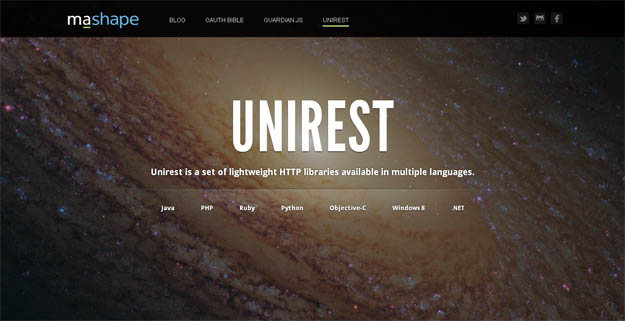 mashape BLOG OAUTH BIBLE GUARDIAN.JS UNIREST
UNIREST
Unirest is a set of lightweight HTTP libraries available in multiple languages.
Java PHP Ruby Python Objective-C Windows 8 .NET